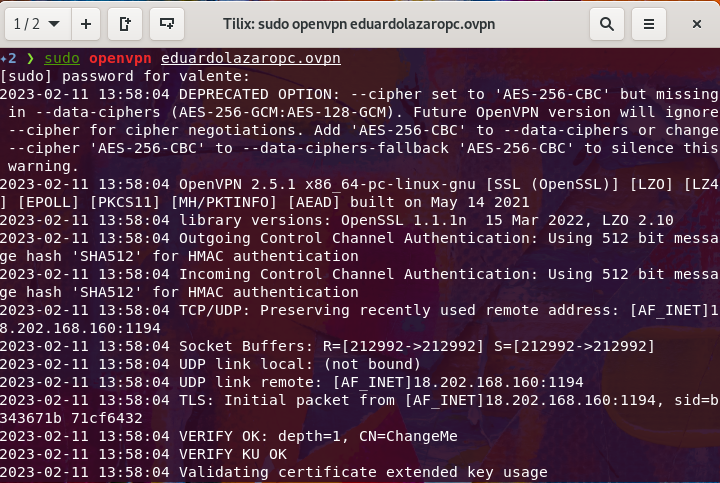 1 / 2
Tilix: sudo openvpn eduardolazaropc.ovpn
✦2 ❯ sudo openvpn eduardolazaropc.ovpn
[sudo] password for valente:
2023-02-11 13:58:04 DEPRECATED OPTION: --cipher set to 'AES-256-CBC' but missing
 in --data-ciphers (AES-256-GCM:AES-128-GCM). Future OpenVPN version will ignore
 --cipher for cipher negotiations. Add 'AES-256-CBC' to --data-ciphers or change
 --cipher 'AES-256-CBC' to --data-ciphers-fallback 'AES-256-CBC' to silence this
 warning.
2023-02-11 13:58:04 OpenVPN 2.5.1 x86_64-pc-linux-gnu [SSL (OpenSSL)] [LZO] [LZ4
] [EPOLL] [PKCS11] [MH/PKTINFO] [AEAD] built on May 14 2021
2023-02-11 13:58:04 library versions: OpenSSL 1.1.1n  15 Mar 2022, LZO 2.10
2023-02-11 13:58:04 Outgoing Control Channel Authentication: Using 512 bit messa
ge hash 'SHA512' for HMAC authentication
2023-02-11 13:58:04 Incoming Control Channel Authentication: Using 512 bit messa
ge hash 'SHA512' for HMAC authentication
2023-02-11 13:58:04 TCP/UDP: Preserving recently used remote address: [AF_INET]1
8.202.168.160:1194
2023-02-11 13:58:04 Socket Buffers: R=[212992->212992] S=[212992->212992]
2023-02-11 13:58:04 UDP link local: (not bound)
2023-02-11 13:58:04 UDP link remote: [AF_INET]18.202.168.160:1194
2023-02-11 13:58:04 TLS: Initial packet from [AF_INET]18.202.168.160:1194, sid=b
343671b 71cf6432
2023-02-11 13:58:04 VERIFY OK: depth=1, CN=ChangeMe
2023-02-11 13:58:04 VERIFY KU OK
2023-02-11 13:58:04 Validating certificate extended key usage